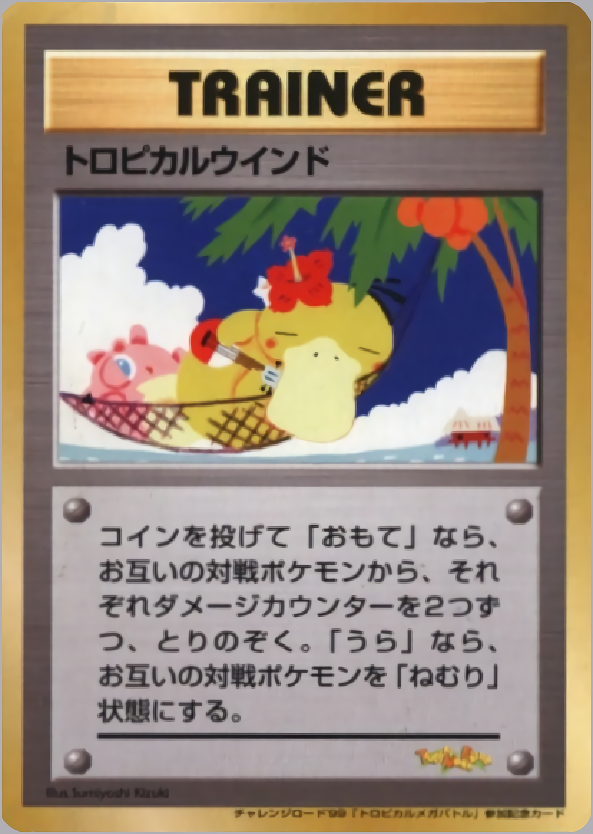 TRAINER
トロピカルウインド
コインを投げて「おもて」なら、
お互いの対戦ポケモンから、それ
ぞれダメージカウンターを2つず
つ、とりのぞく。「うら」なら、
お互いの対戦ポケモンを「ねむり」
状態にする。
Illus. Sumiyoshi Kizuki
チャレンジロード'99「トロピカルメガバトル」参加記念カード